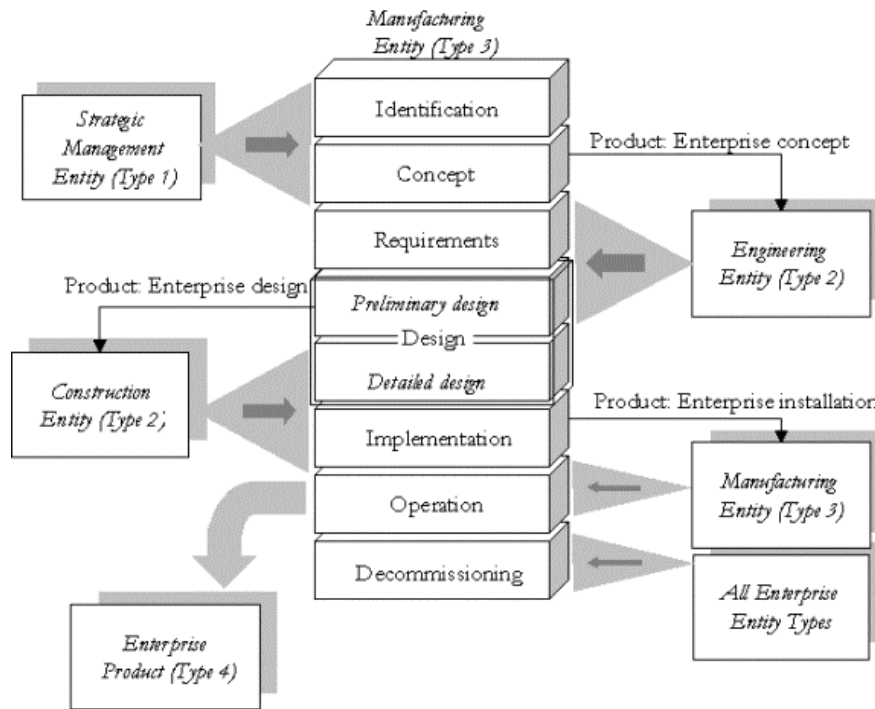 Manufacturing
Entity (Type 3)
Identification
Strategic
Management
Entity (Type 1)
Product: Enterprise concept
Concept
Requirements
Engineering
Entity (Type 2)
Product: Enterprise design
Preliminary design
Design
Detailed design
Construction
Entity (Type 2)
Product: Enterprise installation
Implementation
Manufacturing
Entity (Type 3)
Operation
Decommissioning
All Enterprise
Entity Types
Enterprise
Product (Type 4)